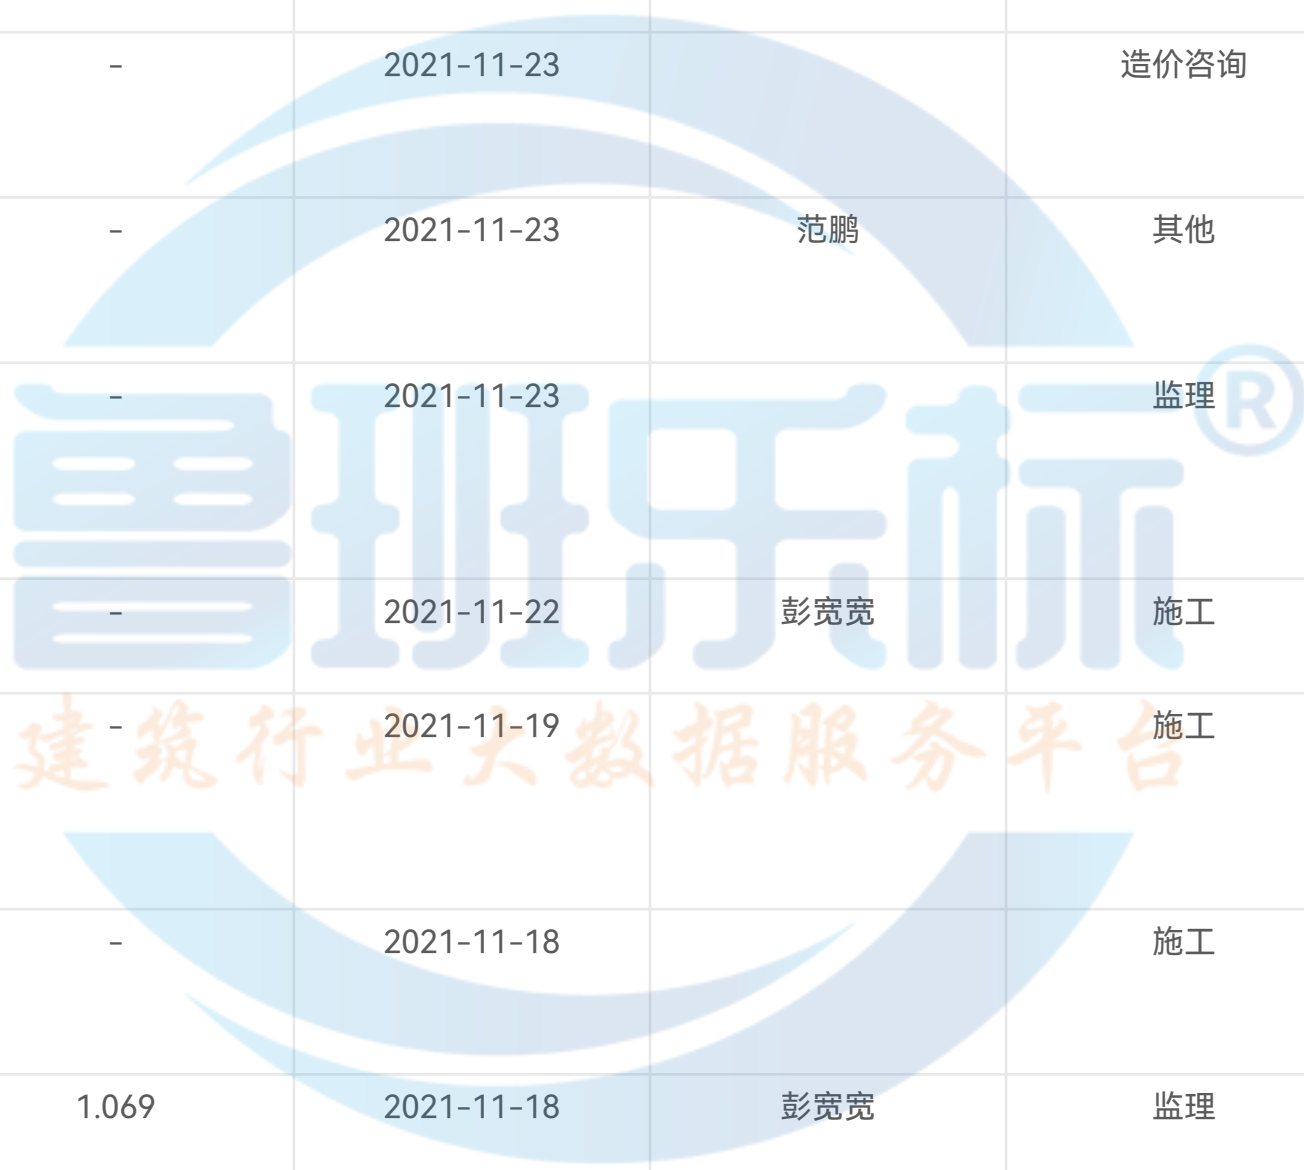 - 2021-11-23 造价咨询
- 2021-11-23 范鹏 其他
- 2021-11-23 监理
鲁班乐标®
- 2021-11-22 彭宽宽 施工
- 2021-11-19 施工
建筑行业大数据服务平台
- 2021-11-18 施工
1.069 2021-11-18 彭宽宽 监理